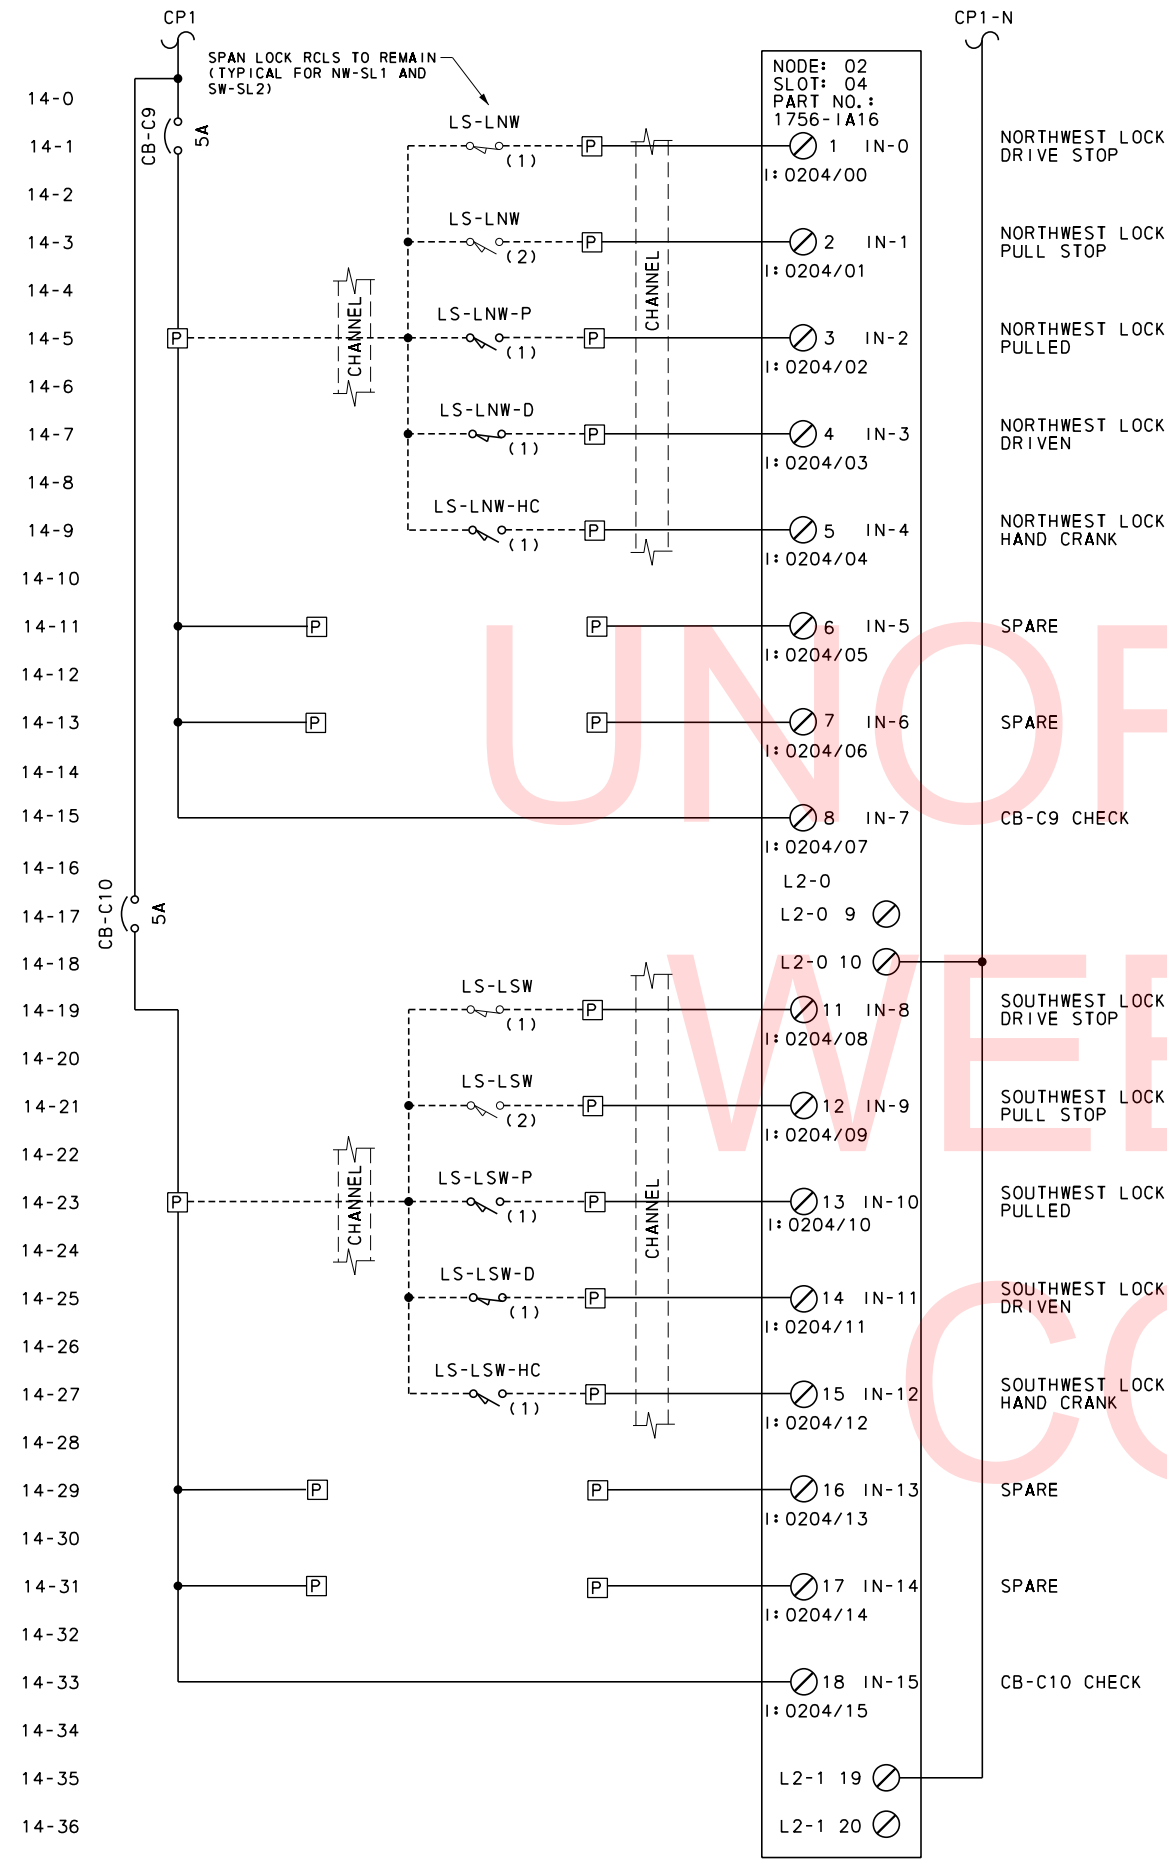 CP1
CP1-N
SPAN LOCK RCLS TO REMAIN
(TYPICAL FOR NW-SL1 AND
SW-SL2)
NODE: 02
SLOT: 04
PART NO.:
1756-IA16
14-0
CB-C9
5A
LS-LNW
14-1
(1)
P
1 IN-0
I:0204/00
NORTHWEST LOCK
DRIVE STOP
14-2
LS-LNW
14-3
(2)
P
2 IN-1
I:0204/01
NORTHWEST LOCK
PULL STOP
CHANNEL
14-4
LS-LNW-P
14-5
P
CHANNEL
(1)
P
3 IN-2
I:0204/02
NORTHWEST LOCK
PULLED
14-6
LS-LNW-D
14-7
(1)
P
4 IN-3
I:0204/03
NORTHWEST LOCK
DRIVEN
14-8
LS-LNW-HC
14-9
(1)
P
5 IN-4
I:0204/04
NORTHWEST LOCK
HAND CRANK
14-10
14-11
P
P
6 IN-5
I:0204/05
SPARE
14-12
14-13
P
P
7 IN-6
I:0204/06
SPARE
14-14
14-15
8 IN-7
I:0204/07
CB-C9 CHECK
14-16
L2-0
CB-C10
5A
14-17
L2-0 9
14-18
L2-0 10
LS-LSW
14-19
(1)
P
11 IN-8
I:0204/08
SOUTHWEST LOCK
DRIVE STOP
14-20
LS-LSW
14-21
(2)
P
12 IN-9
I:0204/09
SOUTHWEST LOCK
PULL STOP
14-22
LS-LSW-P
14-23
P
CHANNEL
(1)
P
CHANNEL
13 IN-10
I:0204/10
SOUTHWEST LOCK
PULLED
14-24
LS-LSW-D
14-25
(1)
P
14 IN-11
I:0204/11
SOUTHWEST LOCK
DRIVEN
14-26
LS-LSW-HC
14-27
(1)
P
15 IN-12
I:0204/12
SOUTHWEST LOCK
HAND CRANK
14-28
14-29
P
P
16 IN-13
I:0204/13
SPARE
14-30
14-31
P
P
17 IN-14
I:0204/14
SPARE
14-32
14-33
18 IN-15
I:0204/15
CB-C10 CHECK
14-34
14-35
L2-1 19
14-36
L2-1 20